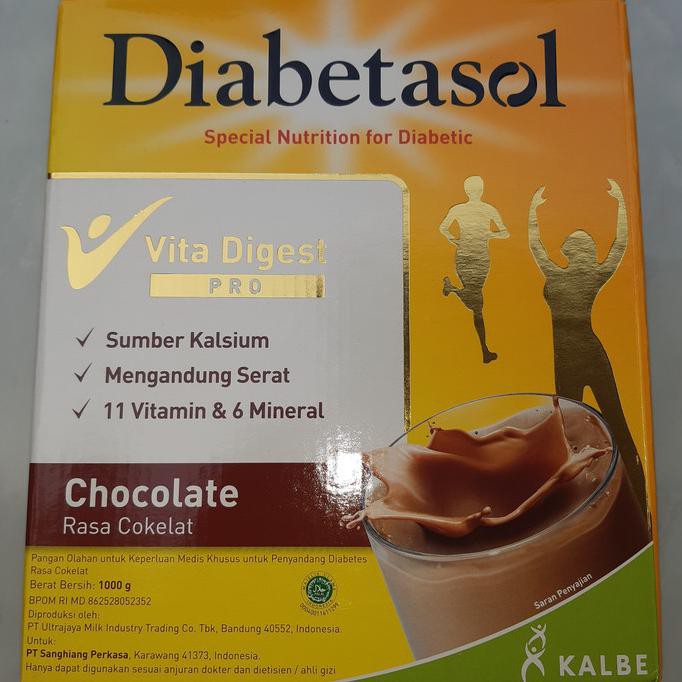 Diabetasol
Special Nutrition for Diabetic
Vita Digest
PRO
Sumber Kalsium
Mengandung Serat
11 Vitamin & 6 Mineral
Chocolate
Rasa Cokelat
Pangan Olahan untuk Keperluan Medis Khusus untuk Penyandang Diabetes
Rasa Cokelat
Berat Bersih: 1000 g
BPOM RI MD 862528052352
Diproduksi oleh:
PT Ultrajaya Milk Industry Trading Co. Tbk, Bandung 40552, Indonesia.
Untuk:
PT Sanghiang Perkasa, Karawang 41373, Indonesia.
Hanya dapat digunakan sesuai anjuran dokter dan dietisien / ahli gizi
Saran Penyajian
KALBE